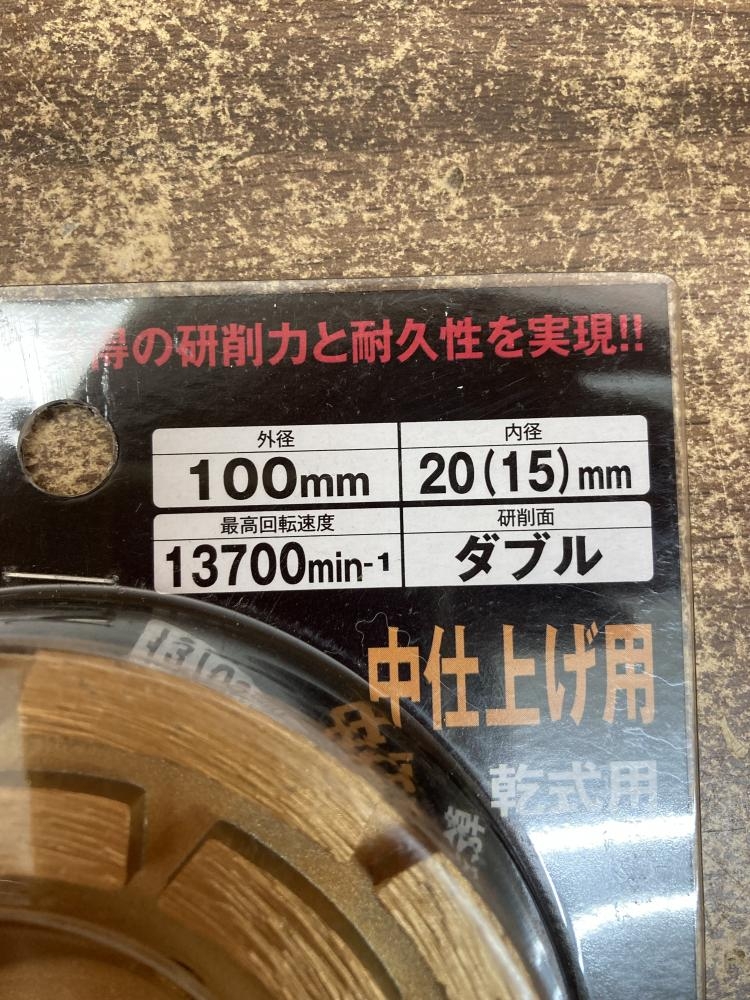 得の研削力と耐久性を実現!!
外径
内径
100mm
20(15)mm
最高回転速度
研削面
13700min-1
ダブル
中仕上げ用
乾式用